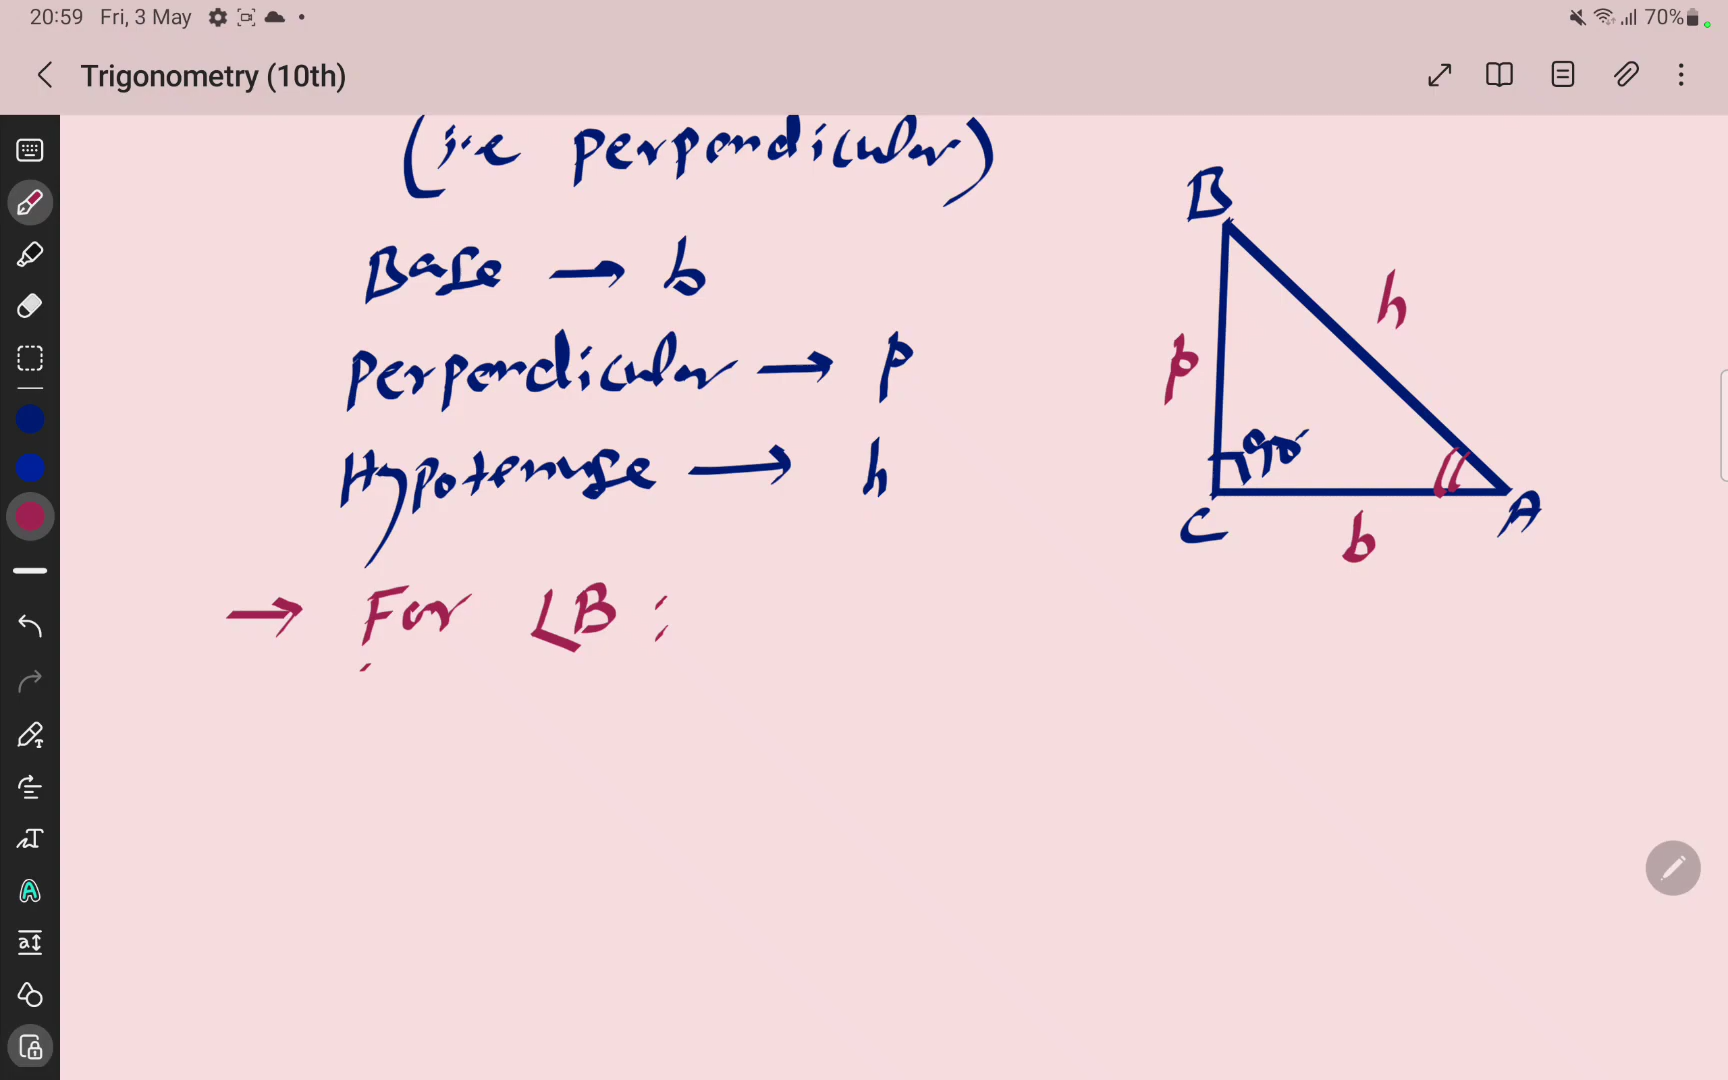 20:59 Fri, 3 May
70%
Trigonometry (10th)
(i.e perpendicular)
Base → b
perpendicular → p
Hypotenuse → h
→ For ∠B :
B
h
p
90°
C
b
A